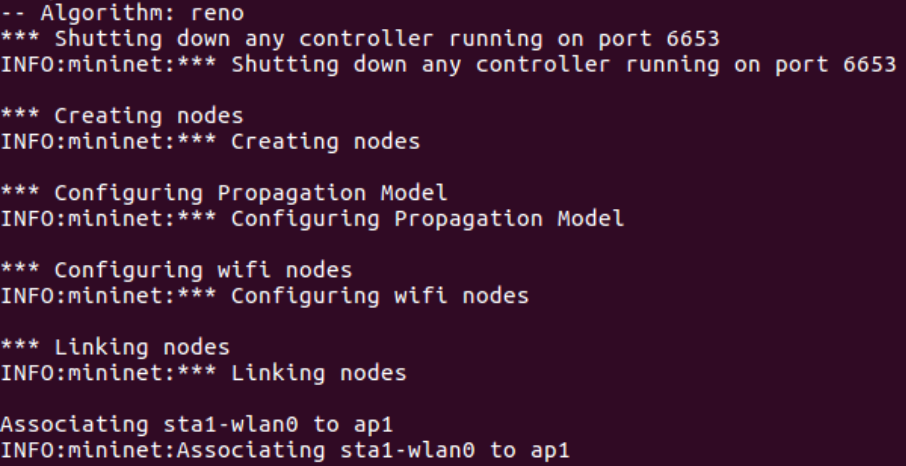 -- Algorithm: reno
*** Shutting down any controller running on port 6653
INFO:mininet:*** Shutting down any controller running on port 6653
*** Creating nodes
INFO:mininet:*** Creating nodes
*** Configuring Propagation Model
INFO:mininet:*** Configuring Propagation Model
*** Configuring wifi nodes
INFO:mininet:*** Configuring wifi nodes
*** Linking nodes
INFO:mininet:*** Linking nodes
Associating sta1-wlan0 to ap1
INFO:mininet:Associating sta1-wlan0 to ap1